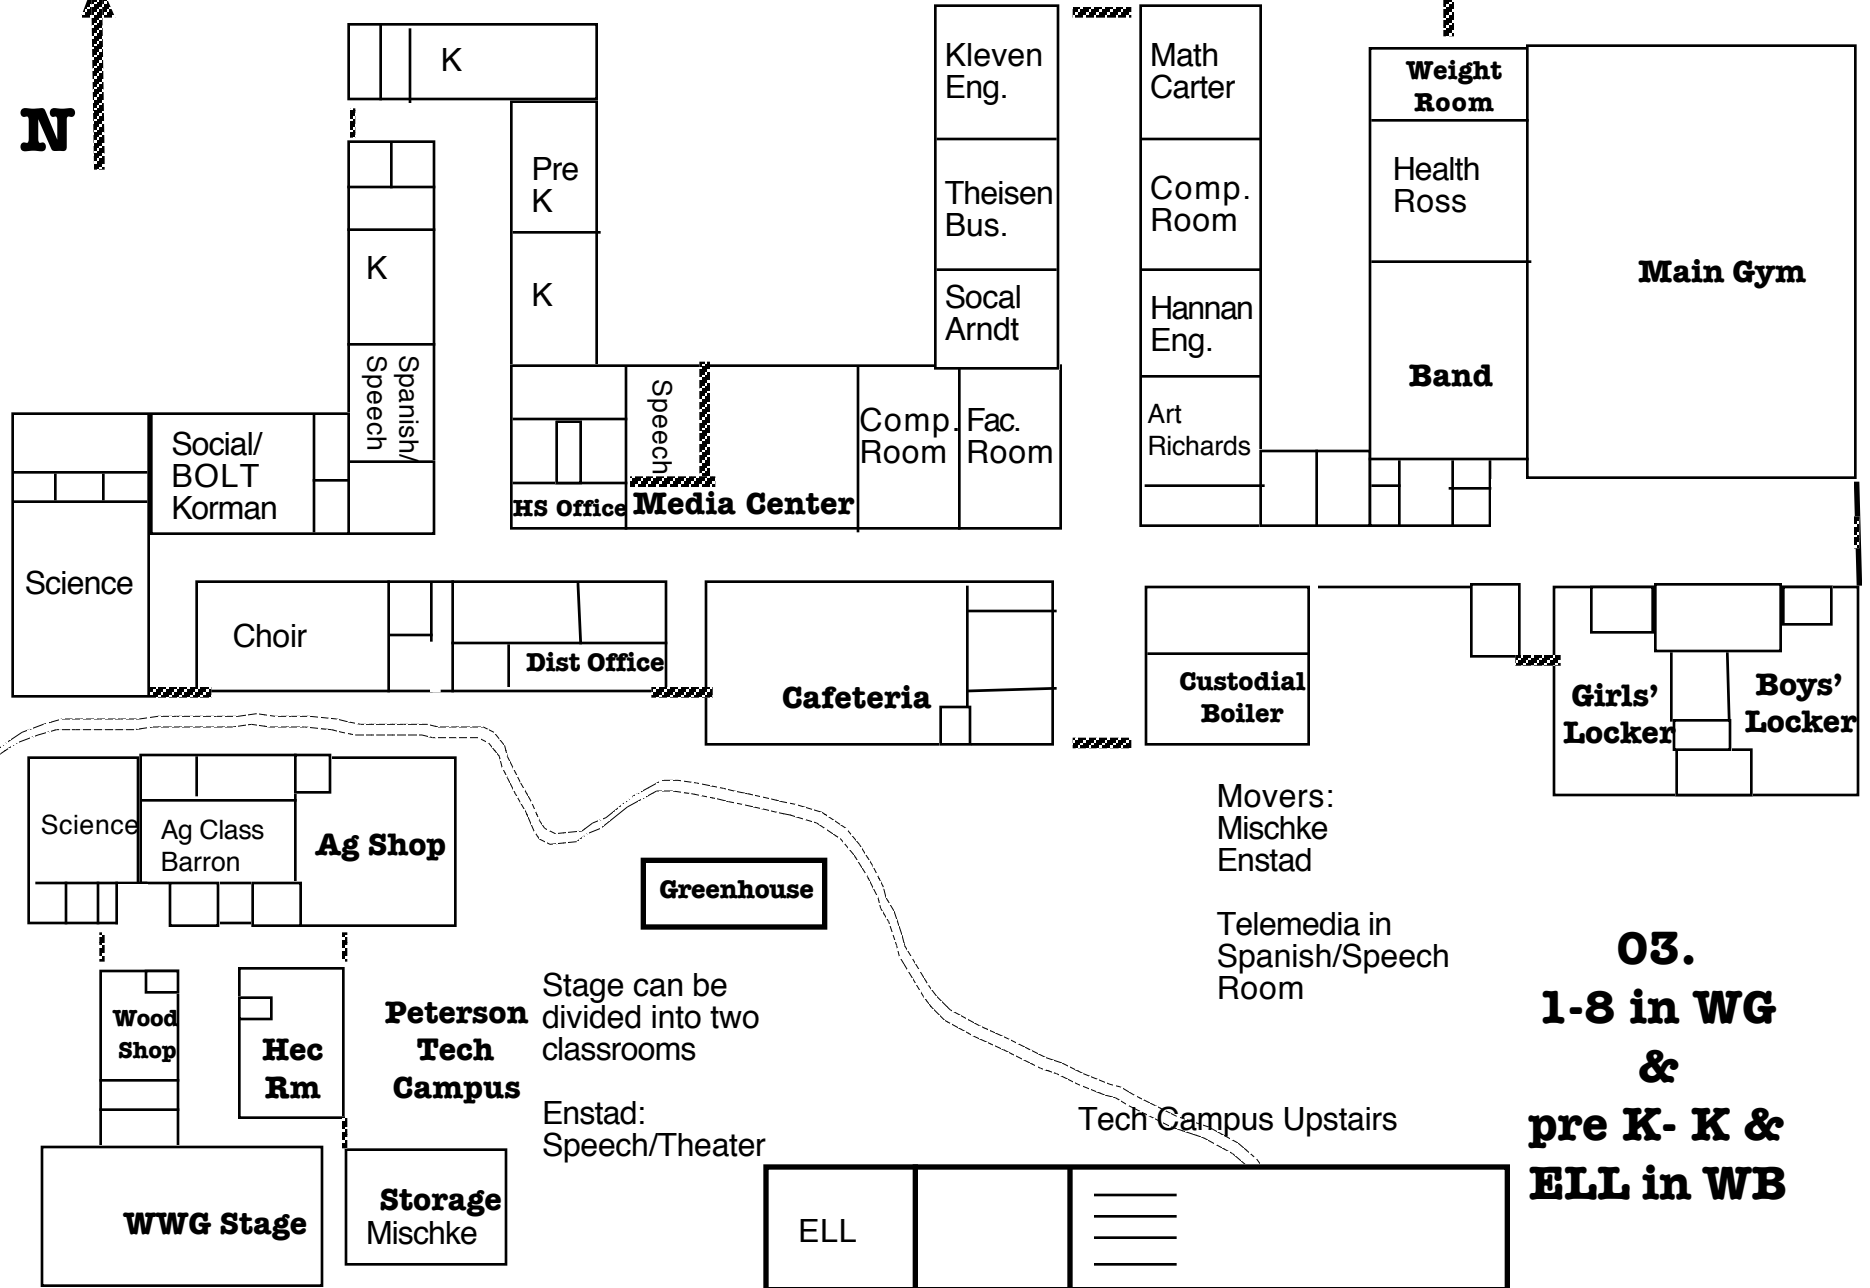 N
K
Pre
K
K
K
Spanish/
Speech
Kleven
Eng.
Theisen
Bus.
Socal
Arndt
Math
Carter
Comp.
Room
Hannan
Eng.
Art
Richards
Weight
Room
Health
Ross
Band
Main Gym
Social/
BOLT
Korman
HS Office
Speech
Media Center
Comp.
Room
Fac.
Room
Science
Choir
Dist Office
Cafeteria
Custodial
Boiler
Girls'
Locker
Boys'
Locker
Science
Ag Class
Barron
Ag Shop
Greenhouse
Movers:
Mischke
Enstad
Telemedia in
Spanish/Speech
Room
Wood
Shop
Hec
Rm
Peterson
Tech
Campus
Stage can be
divided into two
classrooms
Enstad:
Speech/Theater
03.
1-8 in WG
&
pre K- K &
ELL in WB
Tech Campus Upstairs
WWG Stage
Storage
Mischke
ELL